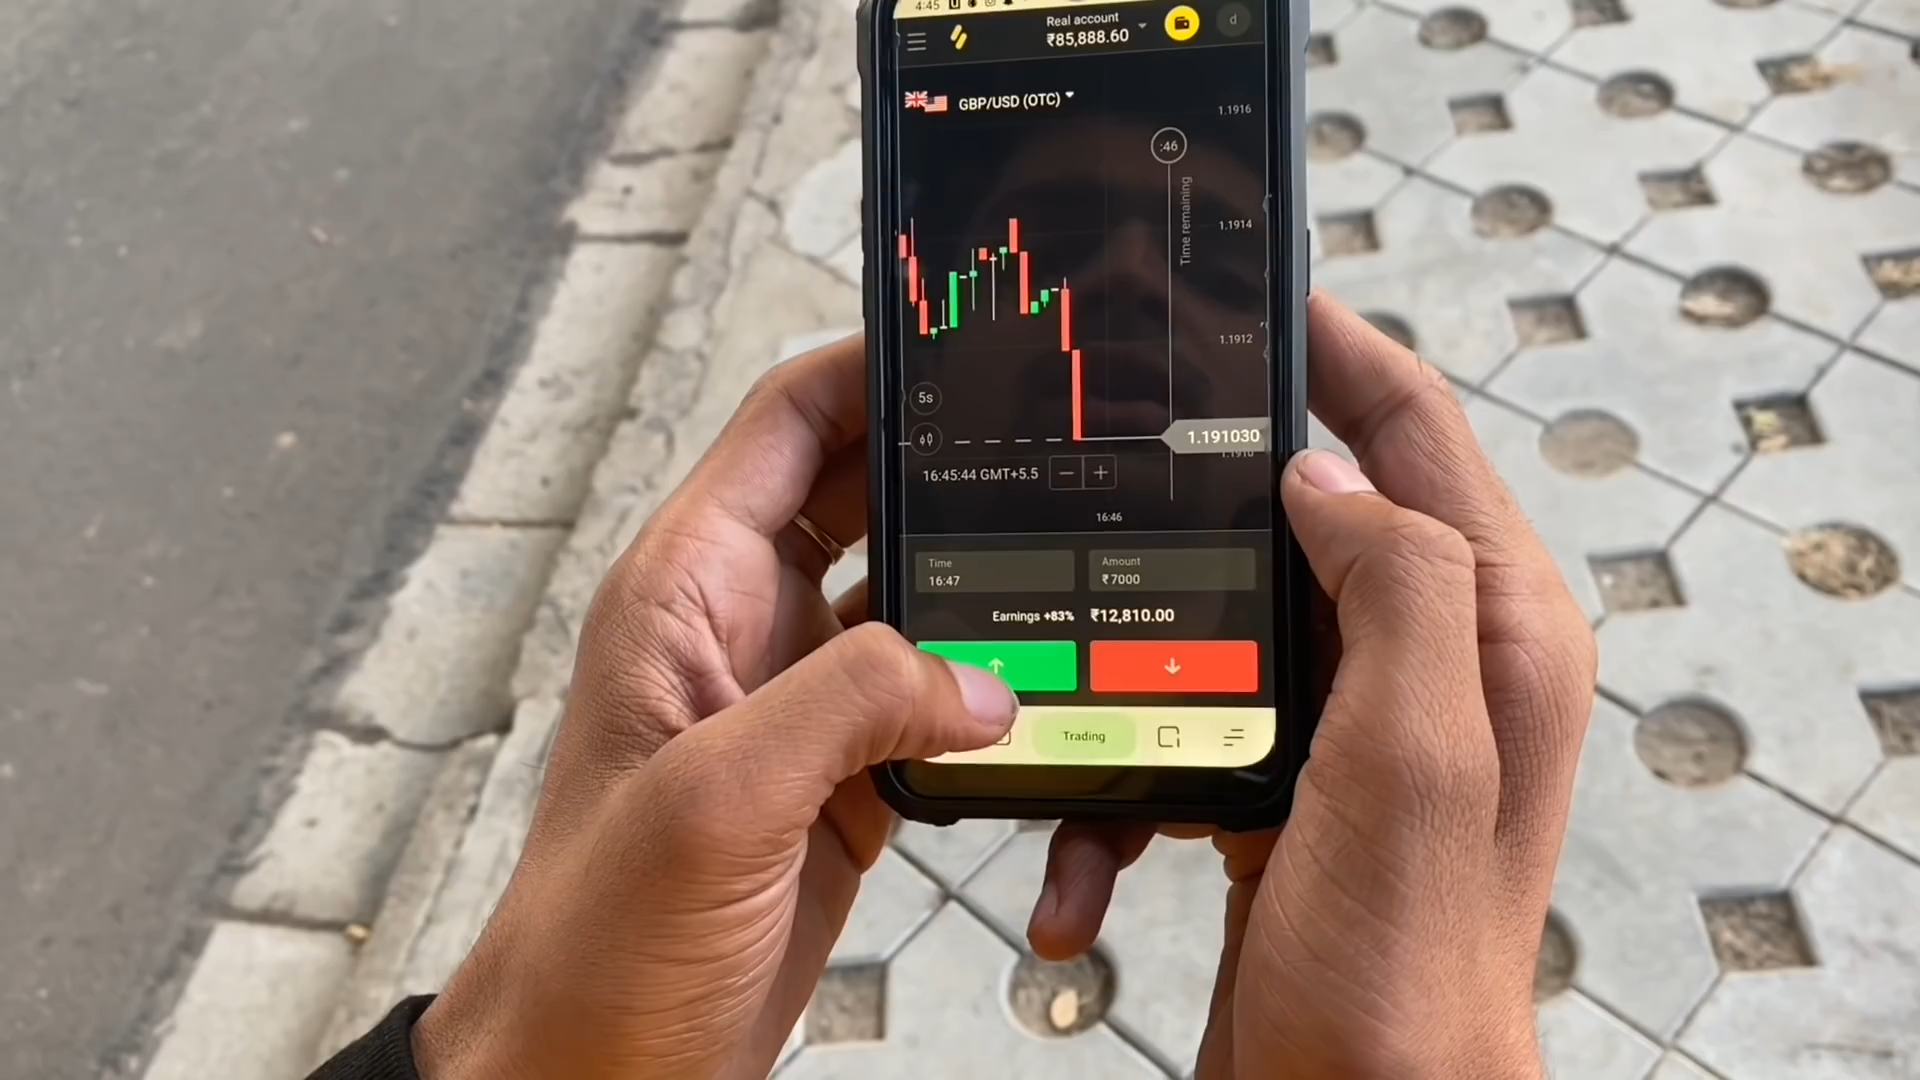 4:45
Real account
₹85,888.60
d
GBP/USD (OTC)
1.1916
:46
Time remaining
1.1914
1.1912
5s
1.191030
1.1910
16:45:44 GMT+5.5
16:46
Time
16:47
Amount
₹7000
Earnings +83%
₹12,810.00
Trading